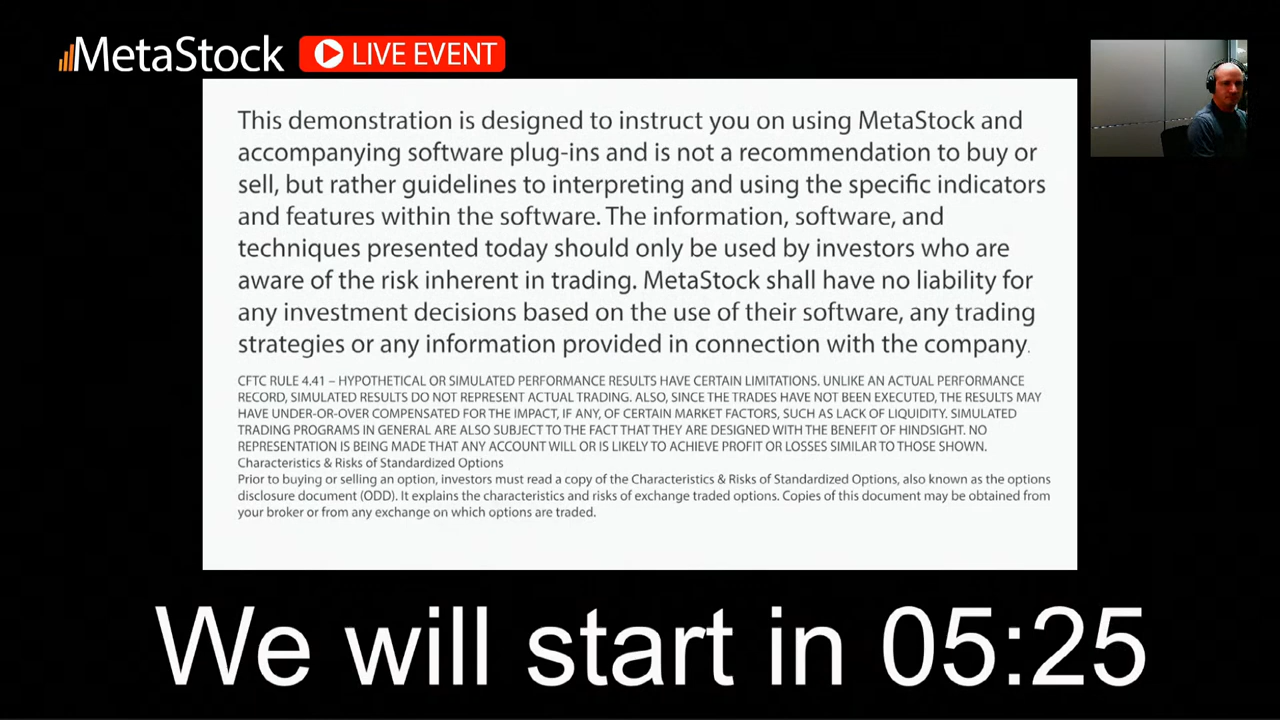 MetaStock LIVE EVENT
This demonstration is designed to instruct you on using MetaStock and
accompanying software plug-ins and is not a recommendation to buy or
sell, but rather guidelines to interpreting and using the specific indicators
and features within the software. The information, software, and
techniques presented today should only be used by investors who are
aware of the risk inherent in trading. MetaStock shall have no liability for
any investment decisions based on the use of their software, any trading
strategies or any information provided in connection with the company.
CFTC RULE 4.41 – HYPOTHETICAL OR SIMULATED PERFORMANCE RESULTS HAVE CERTAIN LIMITATIONS. UNLIKE AN ACTUAL PERFORMANCE
RECORD, SIMULATED RESULTS DO NOT REPRESENT ACTUAL TRADING. ALSO, SINCE THE TRADES HAVE NOT BEEN EXECUTED, THE RESULTS MAY
HAVE UNDER-OR-OVER COMPENSATED FOR THE IMPACT, IF ANY, OF CERTAIN MARKET FACTORS, SUCH AS LACK OF LIQUIDITY. SIMULATED
TRADING PROGRAMS IN GENERAL ARE ALSO SUBJECT TO THE FACT THAT THEY ARE DESIGNED WITH THE BENEFIT OF HINDSIGHT. NO
REPRESENTATION IS BEING MADE THAT ANY ACCOUNT WILL OR IS LIKELY TO ACHIEVE PROFIT OR LOSSES SIMILAR TO THOSE SHOWN.
Characteristics & Risks of Standardized Options
Prior to buying or selling an option, investors must read a copy of the Characteristics & Risks of Standardized Options, also known as the options
disclosure document (ODD). It explains the characteristics and risks of exchange traded options. Copies of this document may be obtained from
your broker or from any exchange on which options are traded.
We will start in 05:25